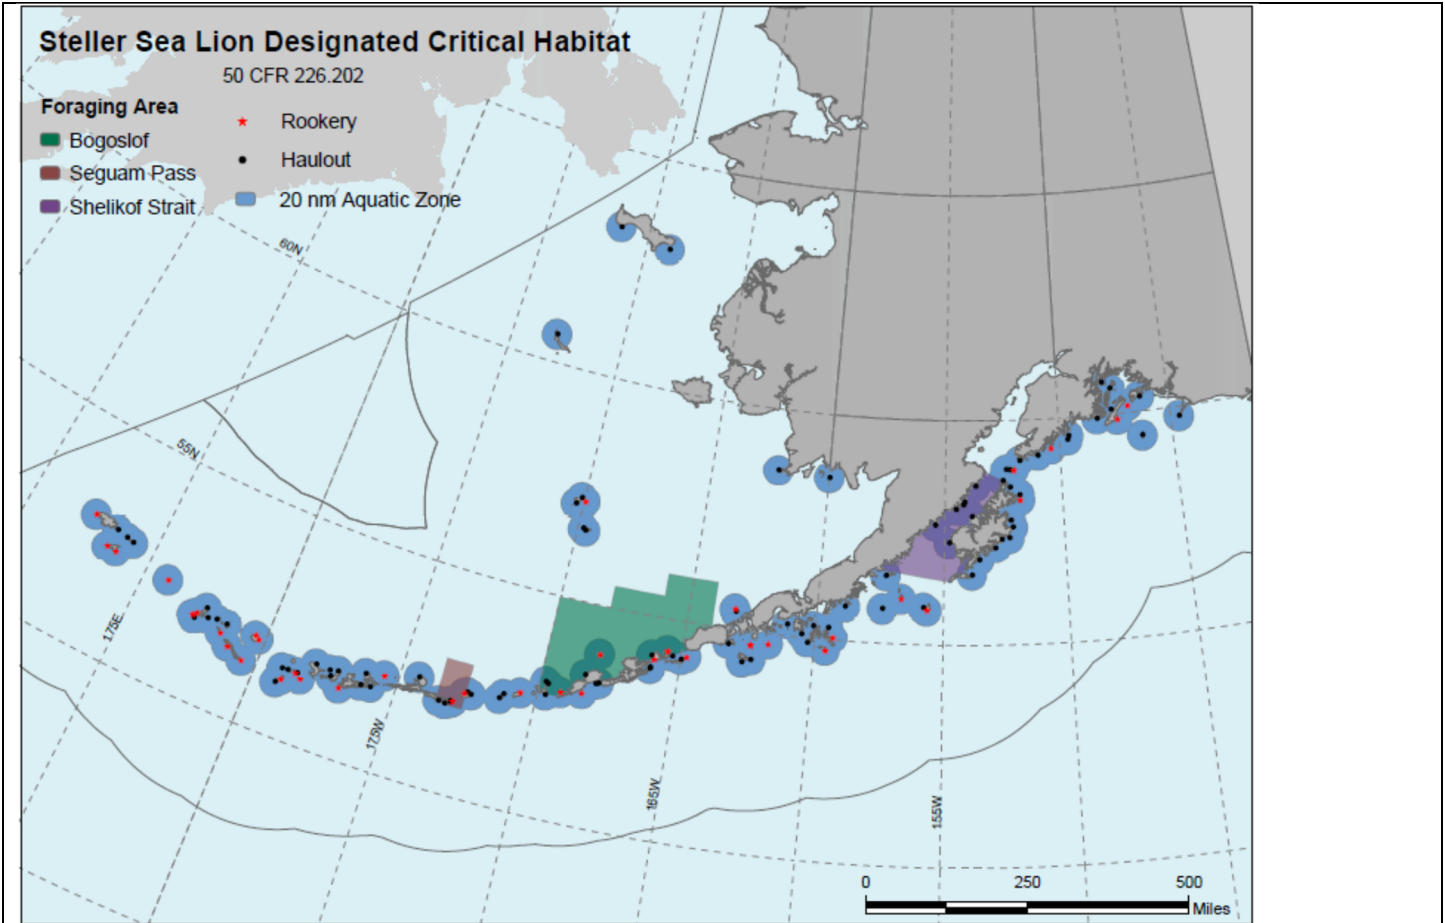 Steller Sea Lion Designated Critical Habitat
50 CFR 226.202
Foraging Area
Bogoslof
Seguam Pass
Shelikof Strait
Rookery
Haulout
20 nm Aquatic Zone
60N
55N
175E
175W
165W
155W
0 250 500
Miles